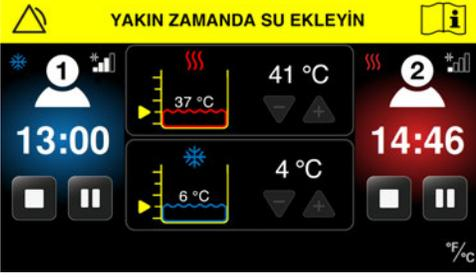 YAKIN ZAMANDA SU EKLEYİN
i
1
37 °C
41 °C
2
13:00
14:46
6 °C
4 °C
°F/°C